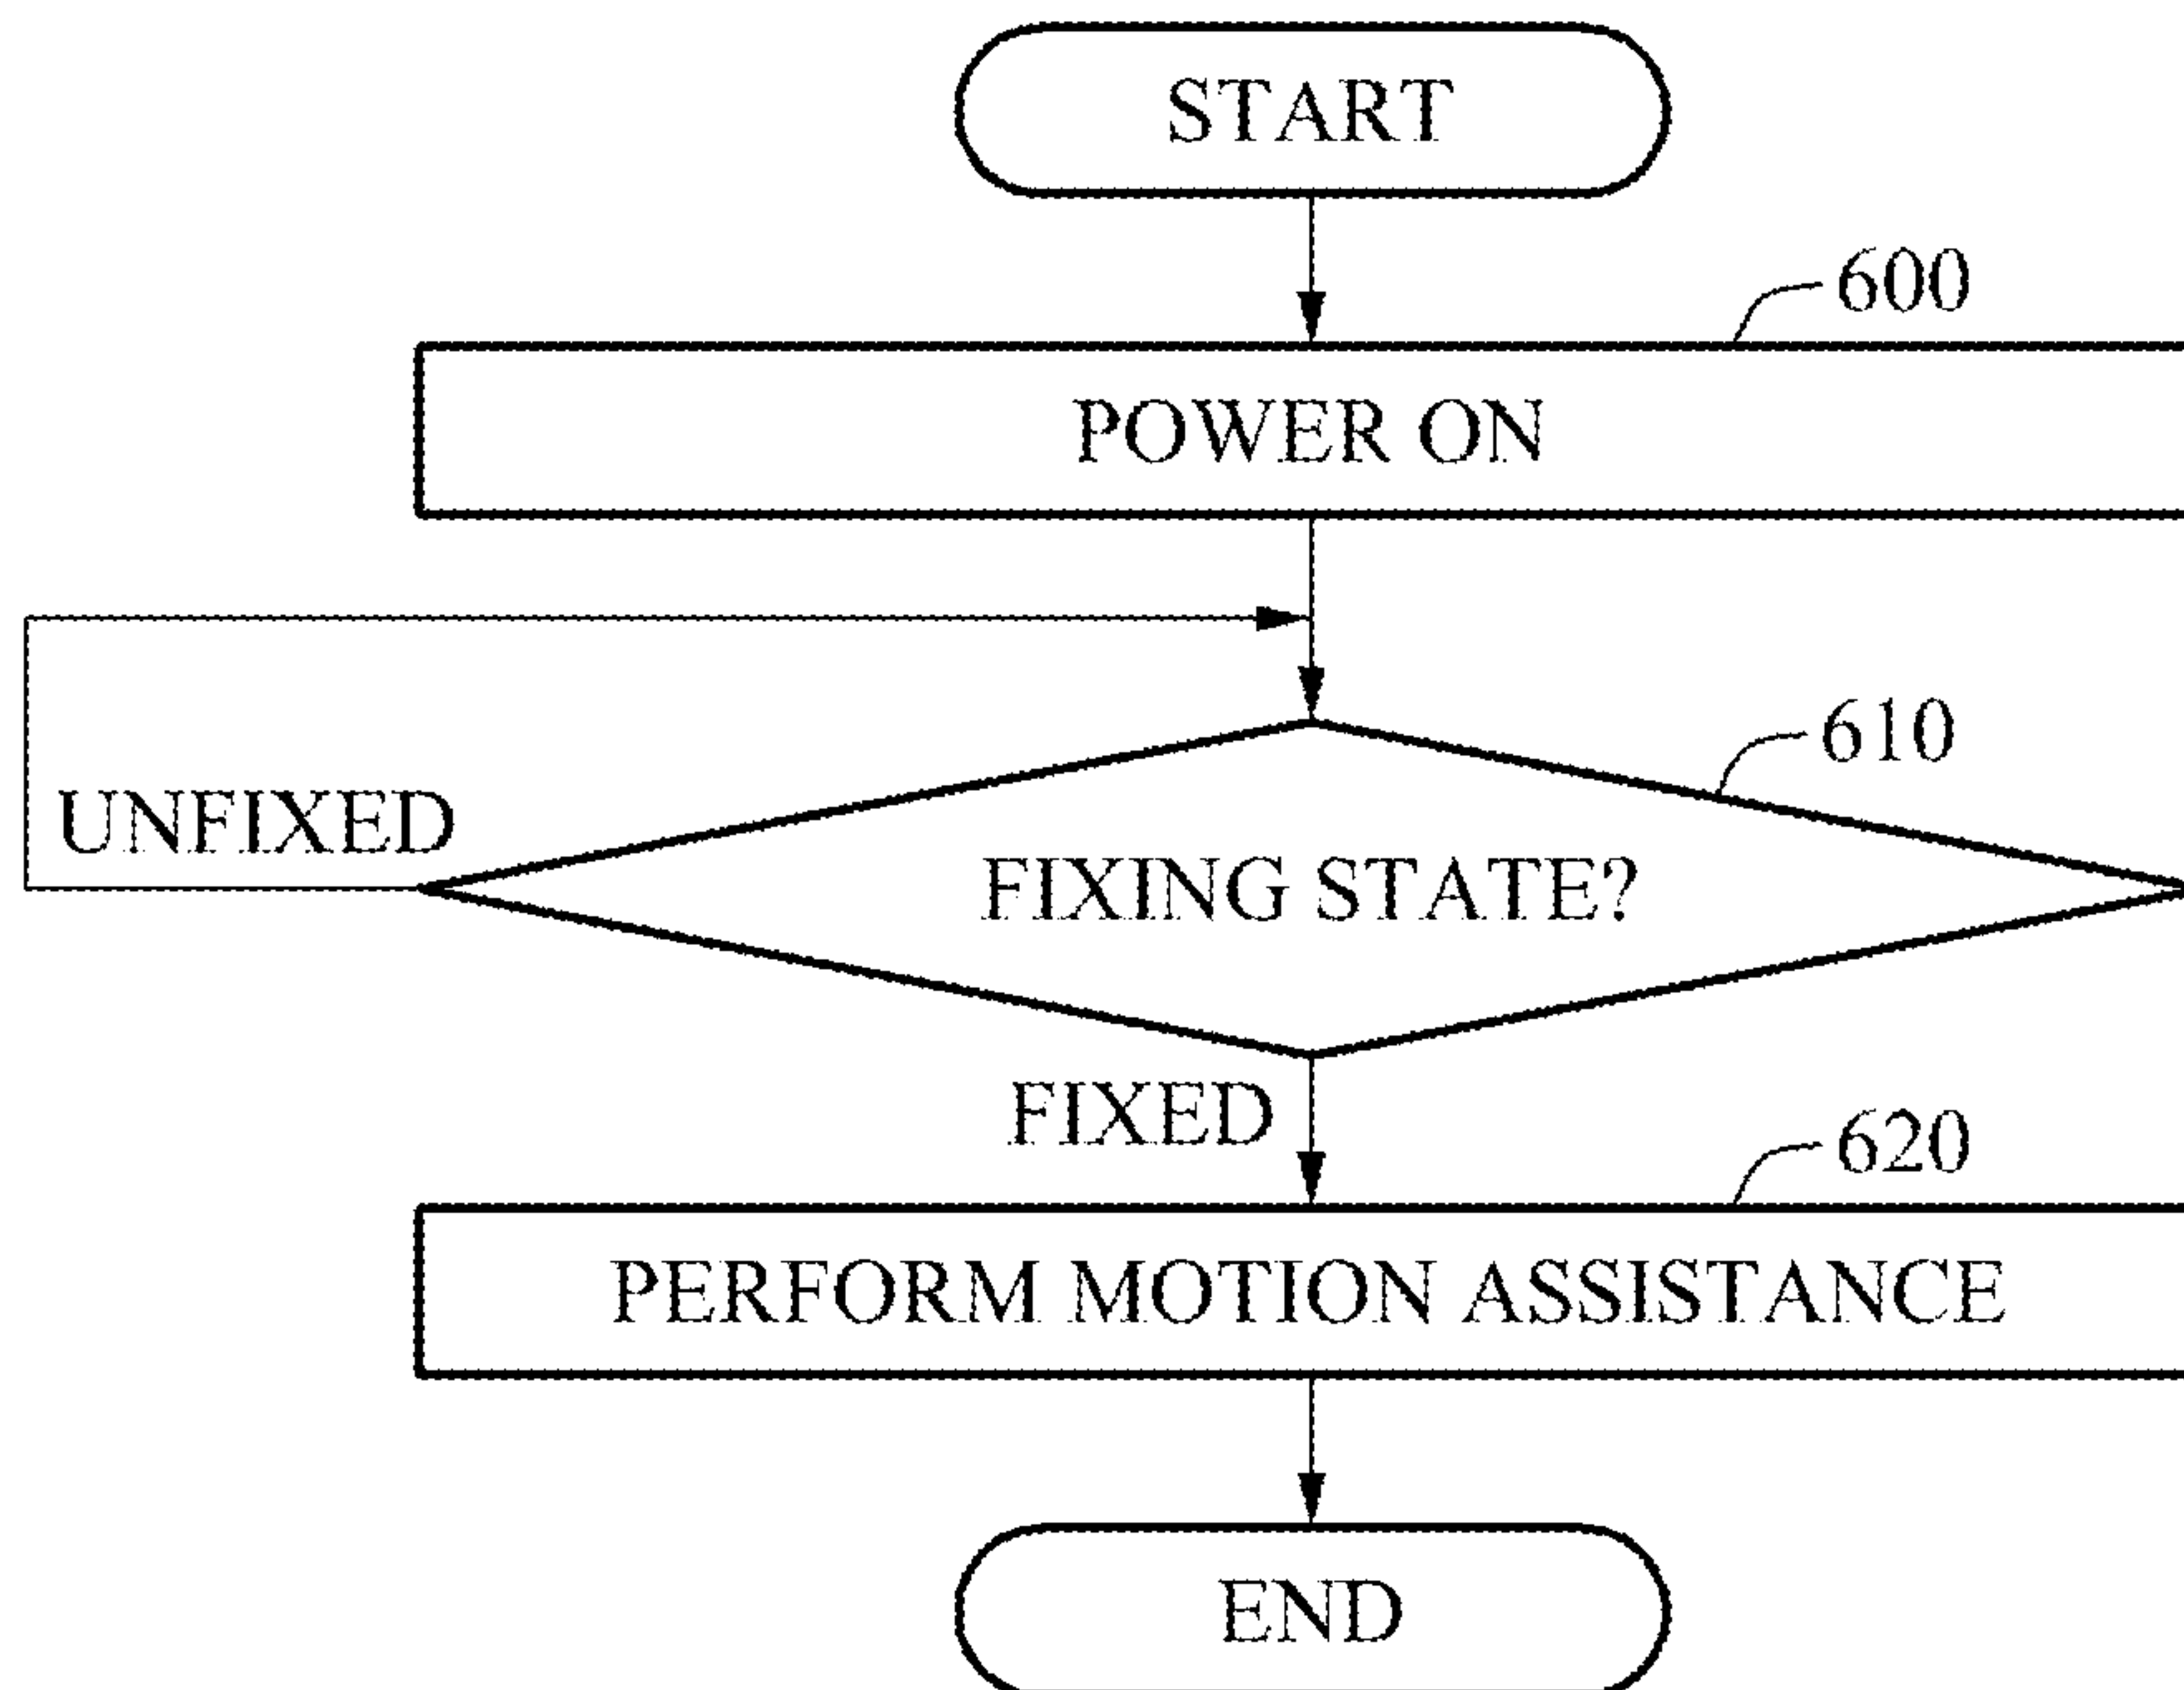 START
600
POWER ON
610
UNFIXED
FIXING STATE?
FIXED
620
PERFORM MOTION ASSISTANCE
END